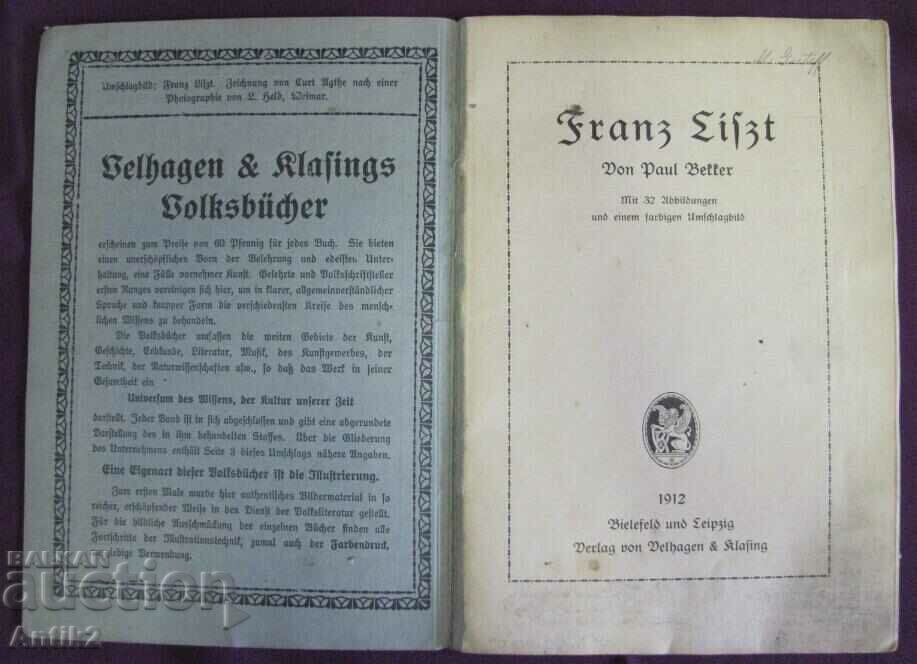 Umschlagbild: Franz Liszt. Zeichnung von Curt Agthe nach einer
Photographie von L. Held, Weimar.
Velhagen & Klasings
Volksbücher
erscheinen zum Preise von 60 Pfennig für jedes Buch. Sie bieten
einen unerschöpflichen Born der Belehrung und edelster Unter-
haltung, eine Fülle vornehmer Kunst. Gelehrte und Volksschriftsteller
ersten Ranges vereinigen sich hier, um in klarer, allgemeinverständlicher
Sprache und knapper Form die verschiedensten Kreise des mensch-
lichen Wissens zu behandeln.
Die Volksbücher umfassen die weiten Gebiete der Kunst,
Geschichte, Erdkunde, Literatur, Musik, des Kunstgewerbes, der
Technik, der Naturwissenschaften usw., so daß das Werk in seiner
Gesamtheit ein
Universum des Wissens, der Kultur unserer Zeit
darstellt. Jeder Band ist in sich abgeschlossen und gibt eine abgerundete
Darstellung des in ihm behandelten Stoffes. Über die Gliederung
des Unternehmens enthält Seite 3 dieses Umschlags nähere Angaben.
Eine Eigenart dieser Volksbücher ist die Illustrierung.
Zum ersten Male wurde hier authentisches Bildermaterial in so
reicher, erschöpfender Weise in den Dienst der Volksliteratur gestellt.
Für die bildliche Ausschmückung der einzelnen Bücher finden alle
Fortschritte der Illustrationstechnik, zumal auch der Farbendruck,
ausgiebige Verwendung.
BALKAN
auction
Antik2
Franz Liszt
Von Paul Bekker
Mit 32 Abbildungen
und einem farbigen Umschlagbild
1912
Bielefeld und Leipzig
Verlag von Velhagen & Klasing